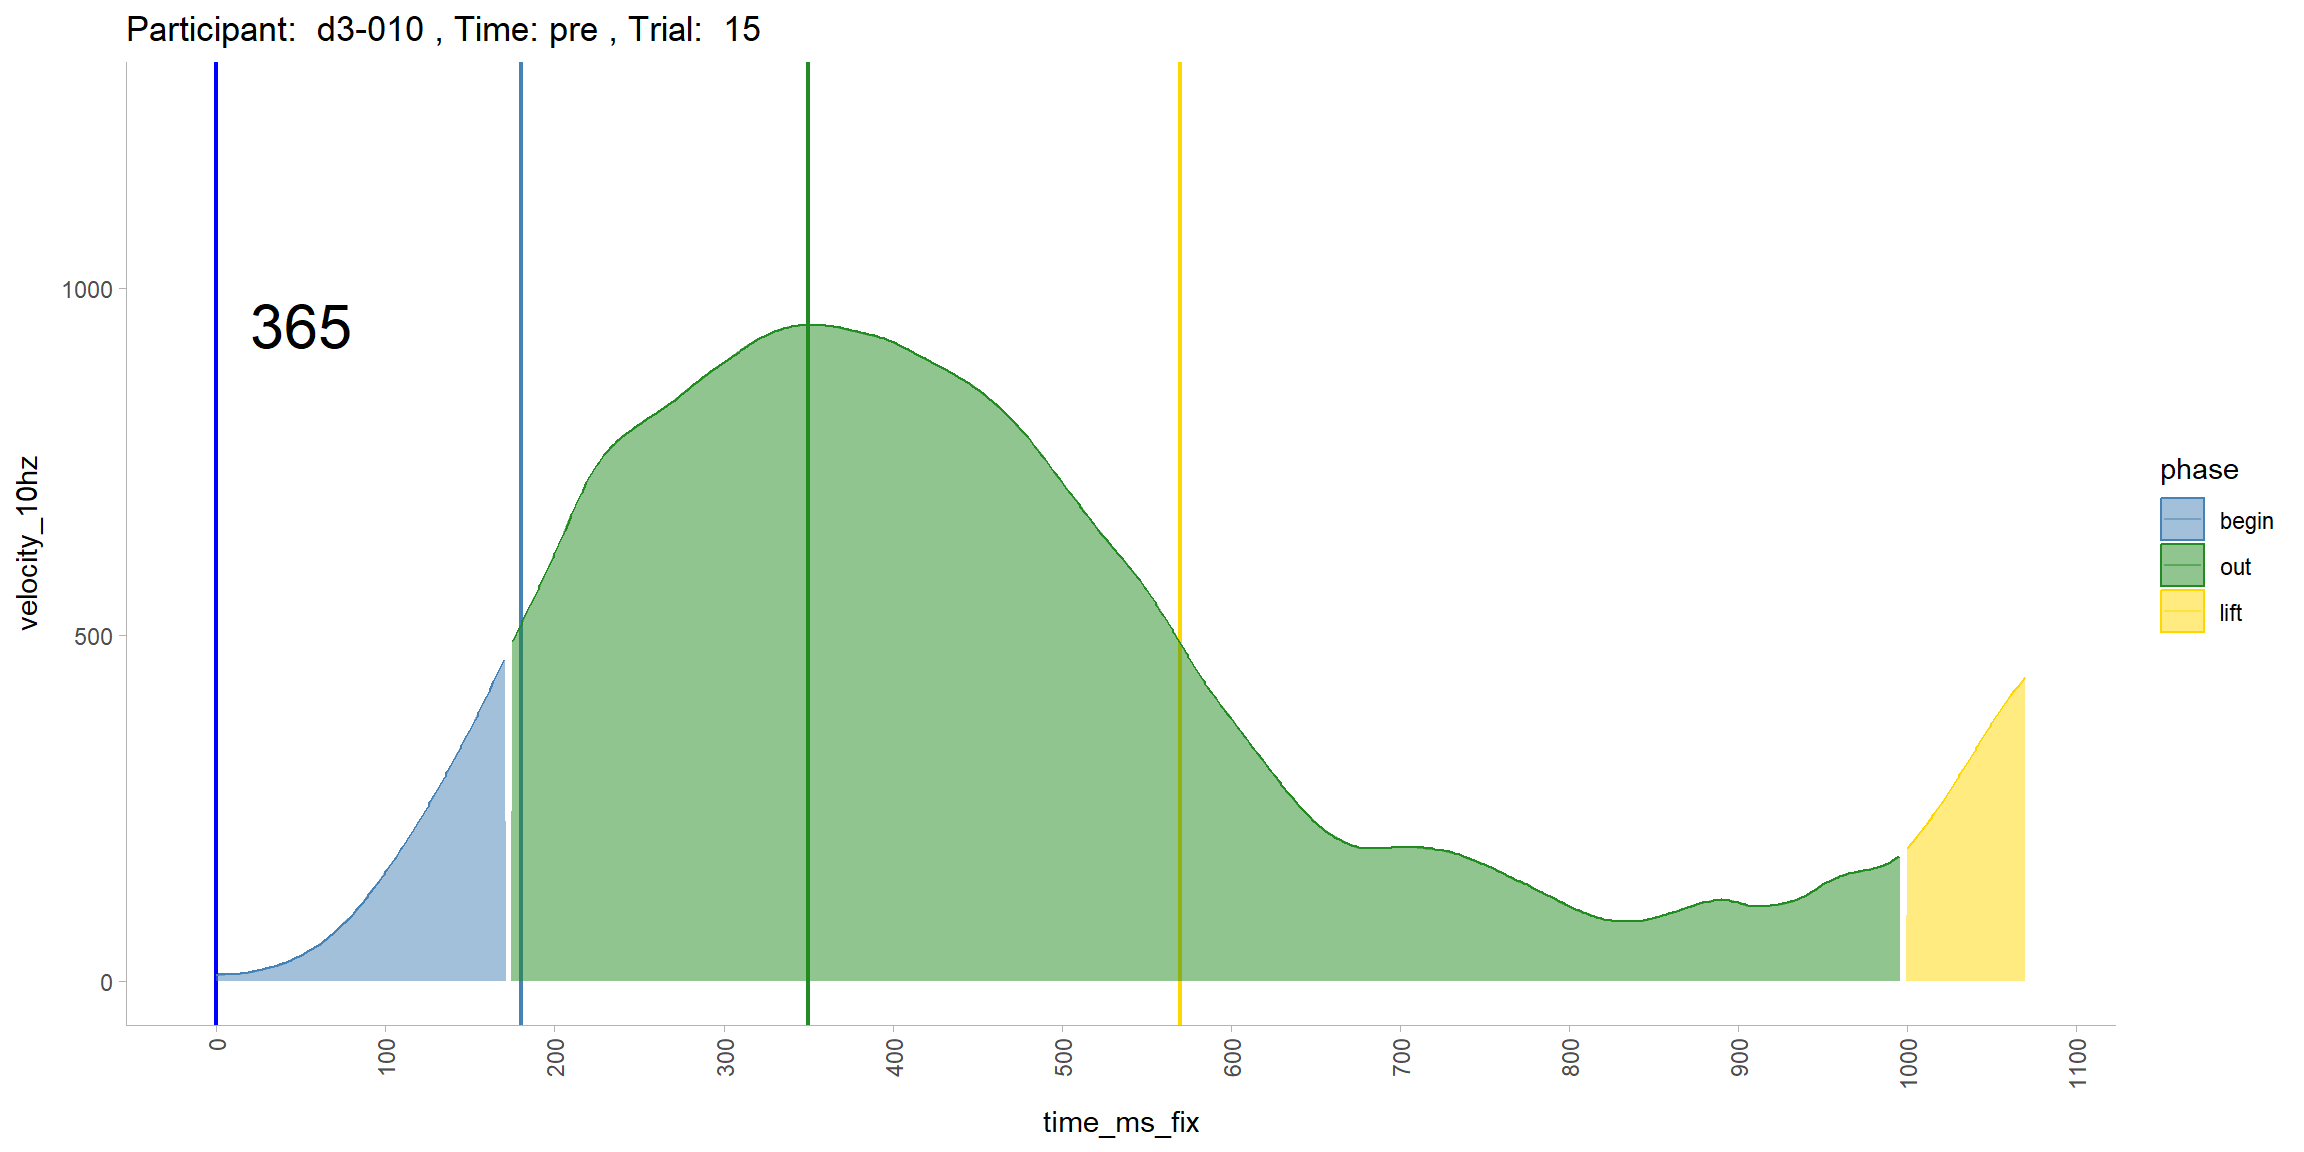 Participant:  d3-010 , Time: pre , Trial:  15
1000
365
500
0
velocity_10hz
0 100 200 300 400 500 600 700 800 900 1000 1100
time_ms_fix
phase
begin
out
lift